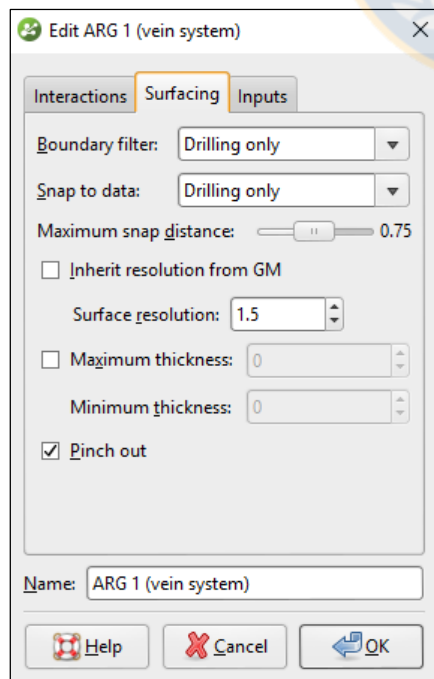 Edit ARG 1 (vein system)
Interactions Surfacing Inputs
Boundary filter: Drilling only
Snap to data: Drilling only
Maximum snap distance: 0.75
Inherit resolution from GM
Surface resolution: 1.5
Maximum thickness: 0
Minimum thickness: 0
Pinch out
Name: ARG 1 (vein system)
Help Cancel OK